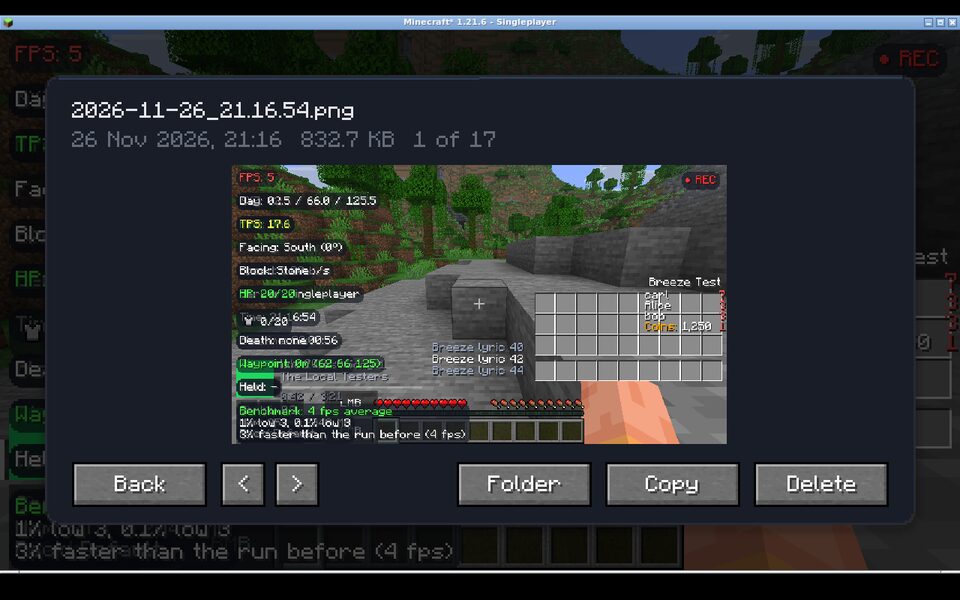 Minecraft* 1.21.6 - Singleplayer
FPS: 5
REC
2026-11-26_21.16.54.png
26 Nov 2026, 21:16 832.7 KB 1 of 17
FPS: 5
REC
Day: / 66.0 / 125.5
TPS: 17.6
Facing: South (0°)
Block: Stone
Breeze Test
HP: 20/20
carl
Alice
bob
Coins: 1,250
0/20
Death: none
Breeze lyric 40
Breeze lyric 42
Breeze lyric 44
Waypoint: 0m (62 66 125)
The Local Testers
Held: -
LMB
Benchmark: 4 fps average
1% low 3, 0.1% low 3
3% faster than the run before (4 fps)
Back
<
>
Folder
Copy
Delete
1% low 3, 0.1% low 3
3% faster than the run before (4 fps)